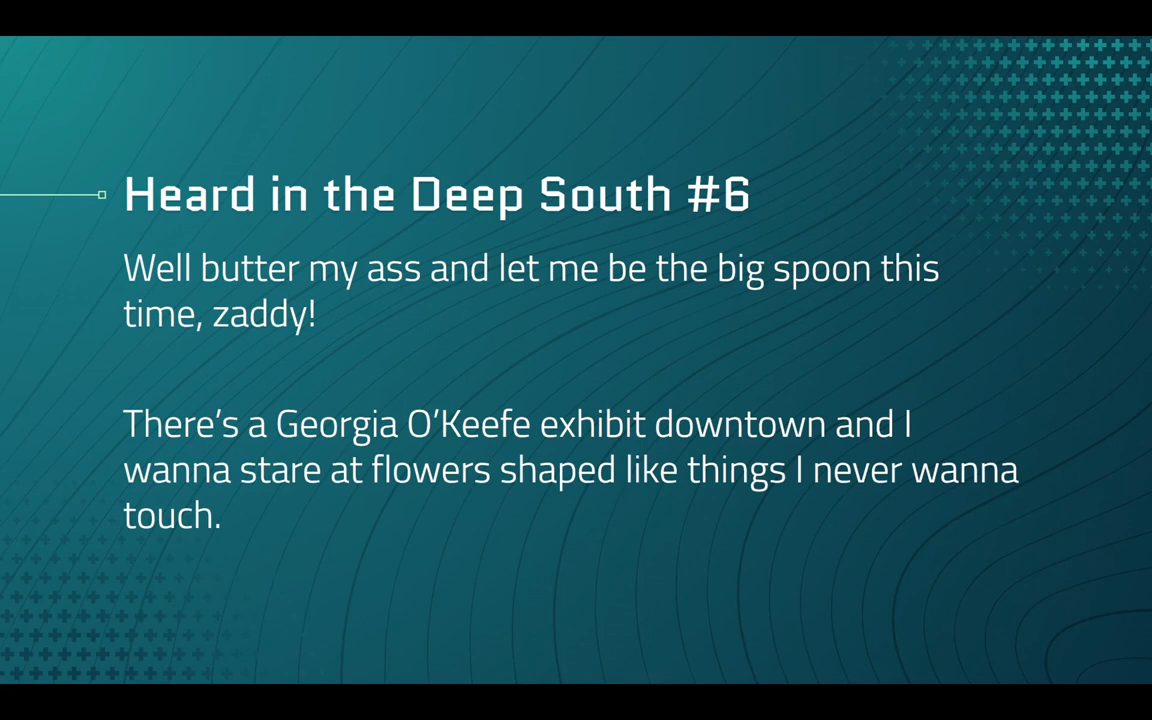 Heard in the Deep South #6
Well butter my ass and let me be the big spoon this
time, zaddy!
There's a Georgia O'Keefe exhibit downtown and I
wanna stare at flowers shaped like things I never wanna
touch.